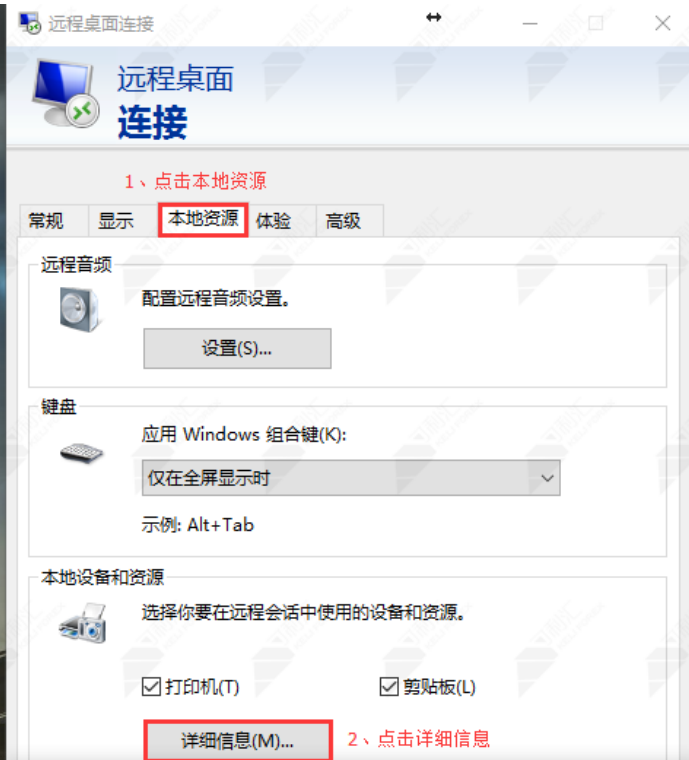 远程桌面连接
远程桌面
连接
1、点击本地资源
常规 显示 本地资源 体验 高级
远程音频
配置远程音频设置。
设置(S)...
键盘
应用 Windows 组合键(K):
仅在全屏显示时
示例: Alt+Tab
本地设备和资源
选择你要在远程会话中使用的设备和资源。
打印机(T) 剪贴板(L)
详细信息(M)... 2、点击详细信息